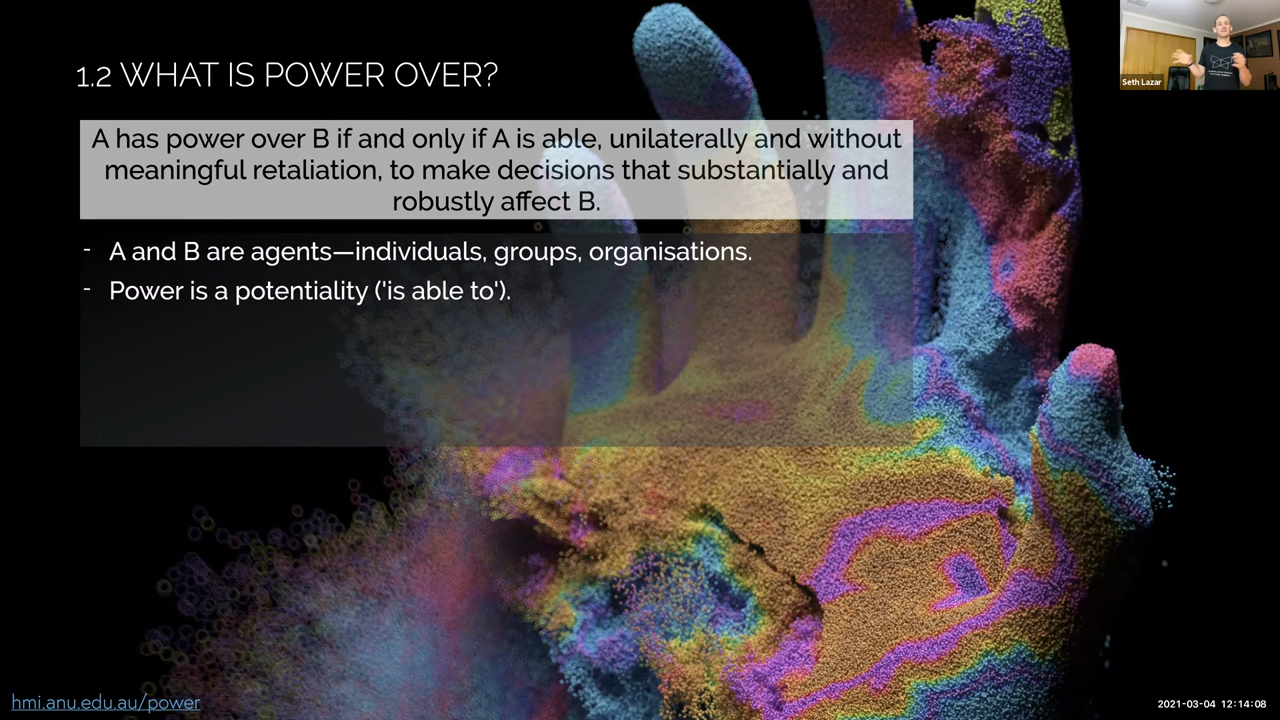 1.2 WHAT IS POWER OVER?
Seth Lazar
A has power over B if and only if A is able, unilaterally and without
meaningful retaliation, to make decisions that substantially and
robustly affect B.
- A and B are agents—individuals, groups, organisations.
- Power is a potentiality ('is able to').
hmi.anu.edu.au/power
2021-03-04 12:14:08